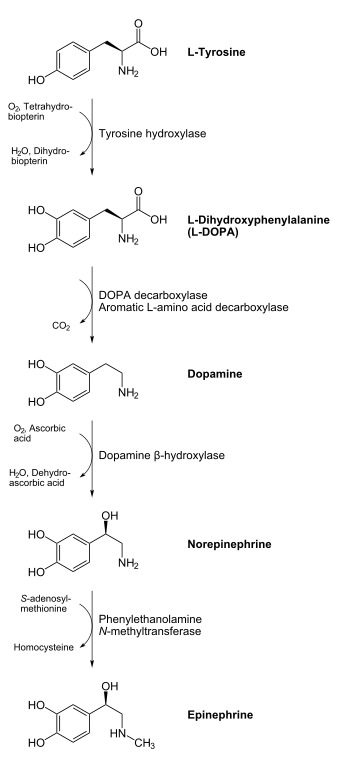 O
OH
NH2
HO
L-Tyrosine
O2, Tetrahydro-
biopterin
Tyrosine hydroxylase
H2O, Dihydro-
biopterin
O
HO
OH
HO
NH2
L-Dihydroxyphenylalanine
(L-DOPA)
DOPA decarboxylase
Aromatic L-amino acid decarboxylase
CO2
HO
HO
NH2
Dopamine
O2, Ascorbic
acid
Dopamine β-hydroxylase
H2O, Dehydro-
ascorbic acid
OH
HO
HO
NH2
Norepinephrine
S-adenosyl-
methionine
Phenylethanolamine
N-methyltransferase
Homocysteine
OH
HO
HO
HN
CH3
Epinephrine